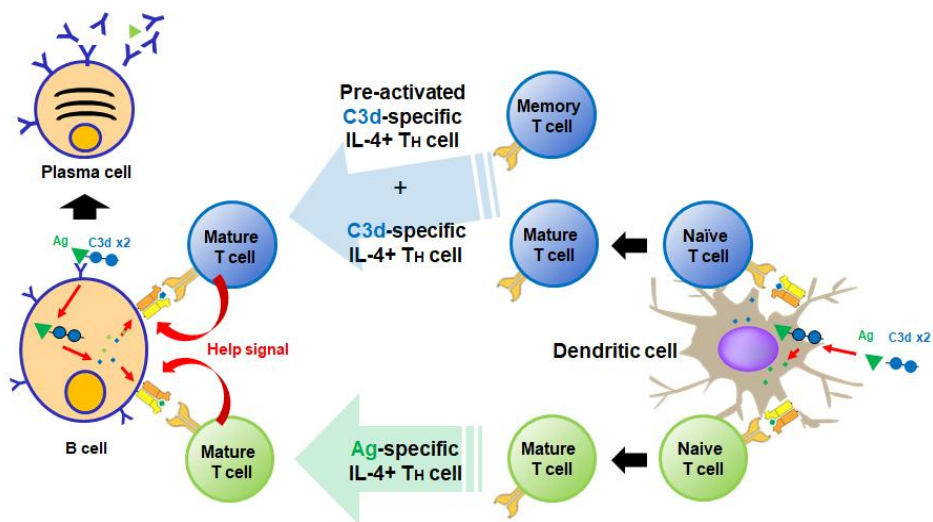 Plasma cell
Ag
C3d x2
B cell
Mature
T cell
Help signal
Mature
T cell
Pre-activated
C3d-specific
IL-4+ TH cell
+
C3d-specific
IL-4+ TH cell
Ag-specific
IL-4+ TH cell
Memory
T cell
Mature
T cell
Naïve
T cell
Dendritic cell
Ag
C3d x2
Mature
T cell
Naive
T cell